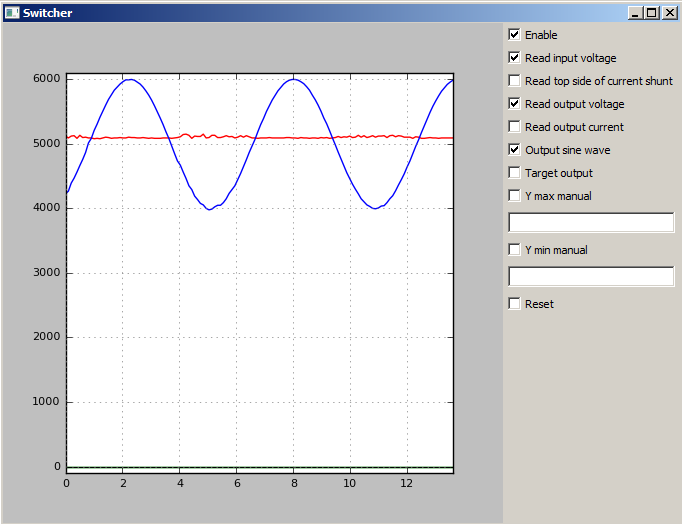 Switcher
Enable
Read input voltage
Read top side of current shunt
Read output voltage
Read output current
Output sine wave
Target output
Y max manual
Y min manual
Reset
6000
5000
4000
3000
2000
1000
0
0 2 4 6 8 10 12